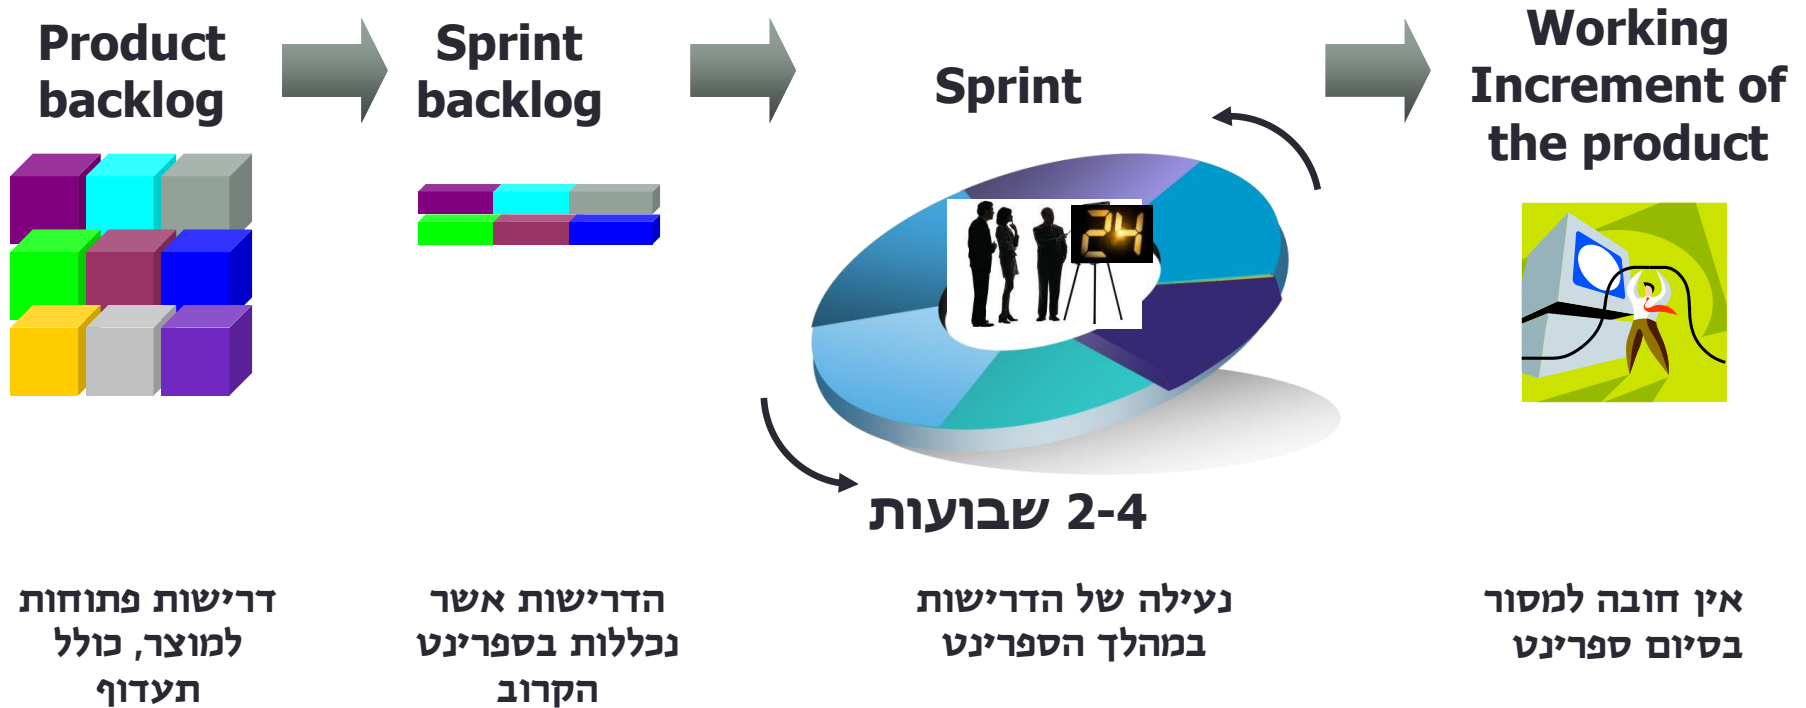 Product
backlog
Sprint
backlog
Sprint
Working
Increment of
the product
24
2-4 שבועות
דרישות פתוחות
למוצר, כולל
תעדוף
הדרישות אשר
נכללות בספרינט
הקרוב
נעילה של הדרישות
במהלך הספרינט
אין חובה למסור
בסיום ספרינט